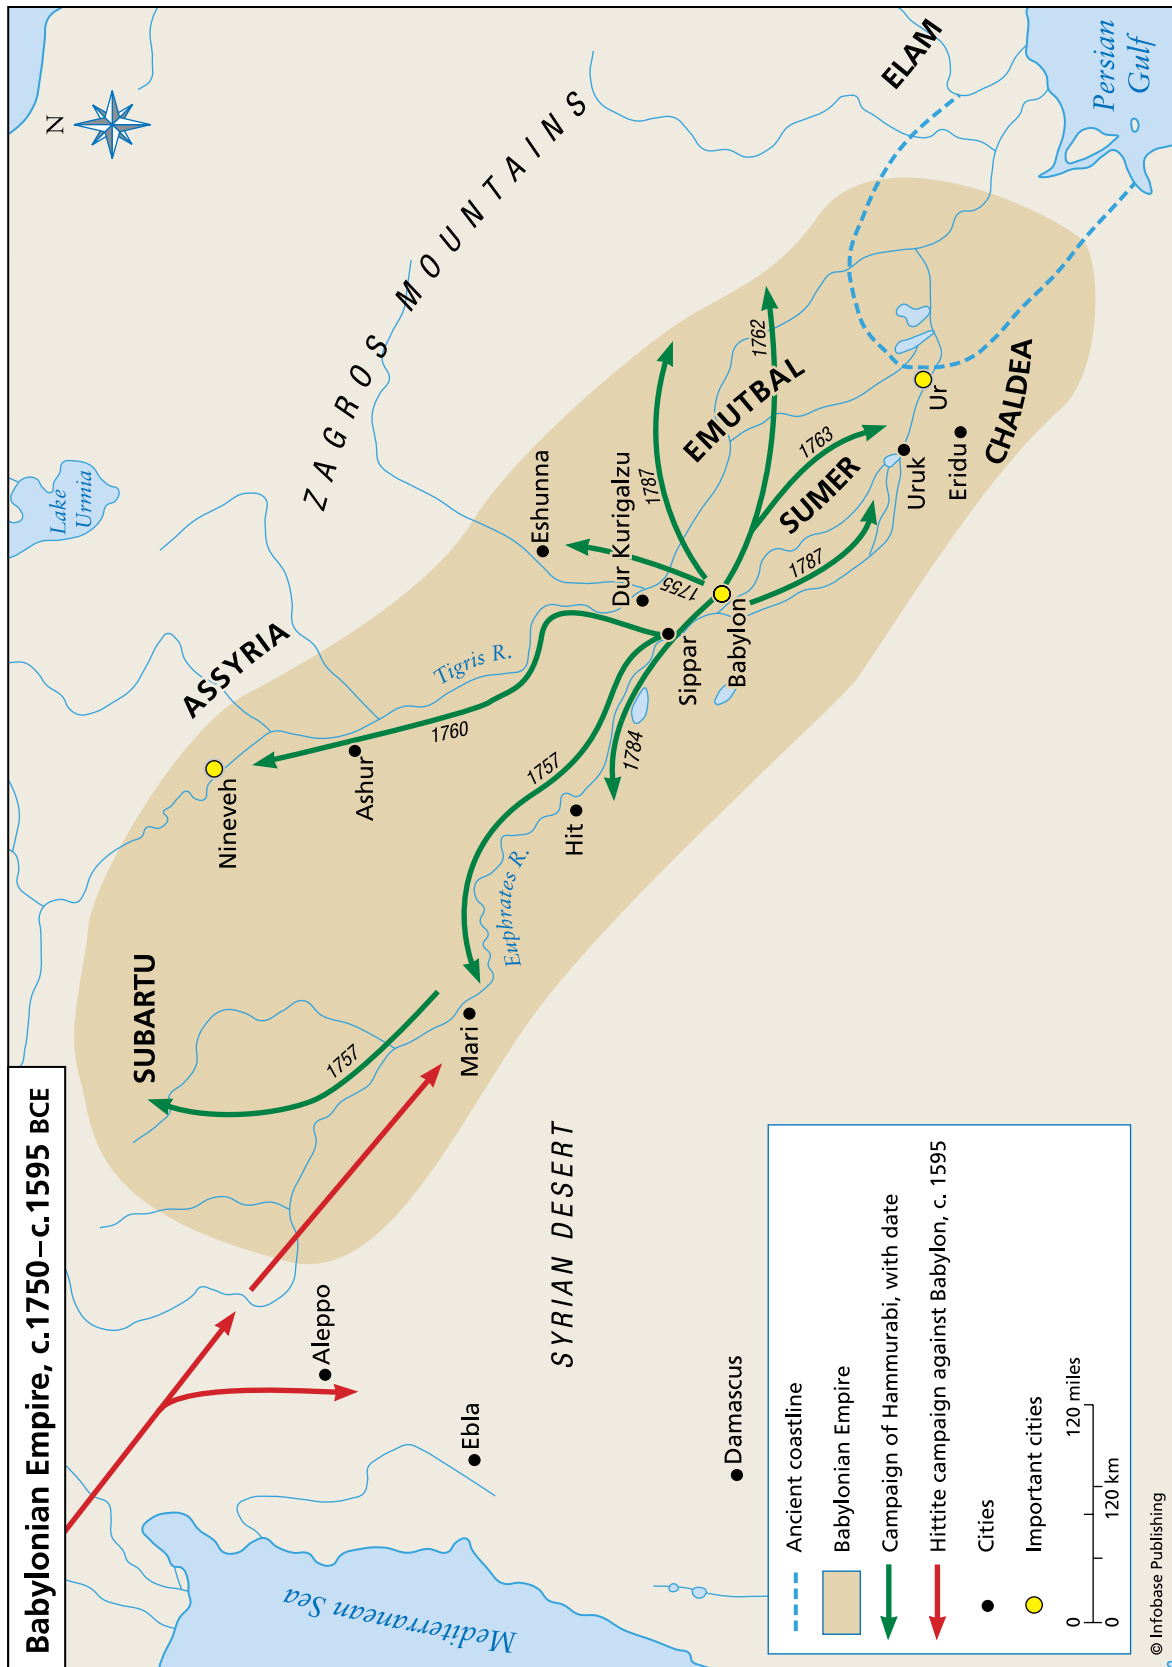 Babylonian Empire, c.1750–c.1595 BCE
N
Lake
Urmia
ZAGROS MOUNTAINS
ASSYRIA
SUBARTU
Nineveh
Ashur
1760
Tigris R.
Eshunna
Dur Kurigalzu
1757
1757
Mari
Euphrates R.
Hit
1784
Sippar
Babylon
1755
1787
EMUTBAL
1762
1763
SUMER
1787
Uruk
Ur
Eridu
CHALDEA
ELAM
Persian
Gulf
Aleppo
Ebla
SYRIAN DESERT
Damascus
Mediterranean Sea
Ancient coastline
Babylonian Empire
Campaign of Hammurabi, with date
Hittite campaign against Babylon, c. 1595
Cities
Important cities
0 120 miles
0 120 km
© Infobase Publishing